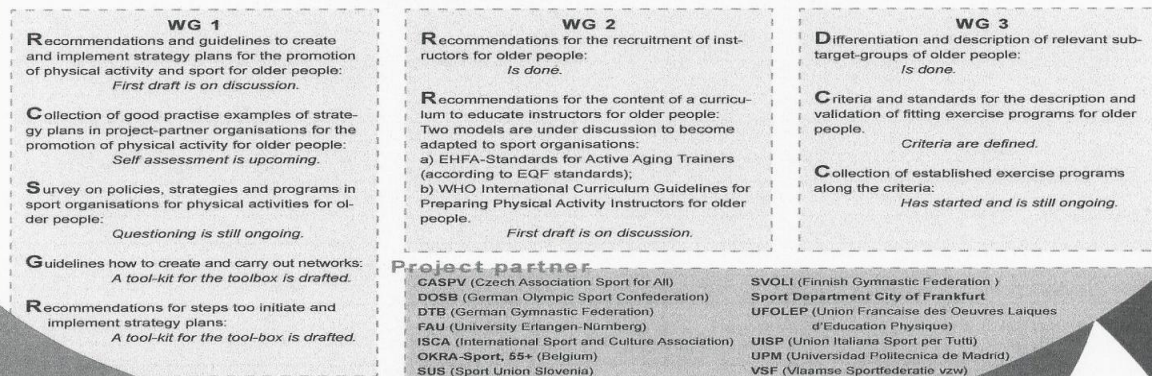 WG 1
Recommendations and guidelines to create
and implement strategy plans for the promotion
of physical activity and sport for older people:
First draft is on discussion.
Collection of good practise examples of strate-
gy plans in project-partner organisations for the
promotion of physical activity for older people:
Self assessment is upcoming.
Survey on policies, strategies and programs in
sport organisations for physical activities for ol-
der people:
Questioning is still ongoing.
Guidelines how to create and carry out networks:
A tool-kit for the toolbox is drafted.
Recommendations for steps too initiate and
implement strategy plans:
A tool-kit for the tool-box is drafted.
WG 2
Recommendations for the recruitment of inst-
ructors for older people:
Is done.
Recommendations for the content of a curricu-
lum to educate instructors for older people:
Two models are under discussion to become
adapted to sport organisations:
a) EHFA-Standards for Active Aging Trainers
(according to EQF standards);
b) WHO International Curriculum Guidelines for
Preparing Physical Activity Instructors for older
people.
First draft is on discussion.
WG 3
Differentiation and description of relevant sub-
target-groups of older people:
Is done.
Criteria and standards for the description and
validation of fitting exercise programs for older
people.
Criteria are defined.
Collection of established exercise programs
along the criteria:
Has started and is still ongoing.
Project partner
CASPV (Czech Association Sport for All)
DOSB (German Olympic Sport Confederation)
DTB (German Gymnastic Federation)
FAU (University Erlangen-Nürnberg)
ISCA (International Sport and Culture Association)
OKRA-Sport, 55+ (Belgium)
SUS (Sport Union Slovenia)
SVOLI (Finnish Gymnastic Federation )
Sport Department City of Frankfurt
UFOLEP (Union Francaise des Oeuvres Laiques
d'Education Physique)
UISP (Union Italiana Sport per Tutti)
UPM (Universidad Politecnica de Madrid)
VSF (Vlaamse Sportfederatie vzw)